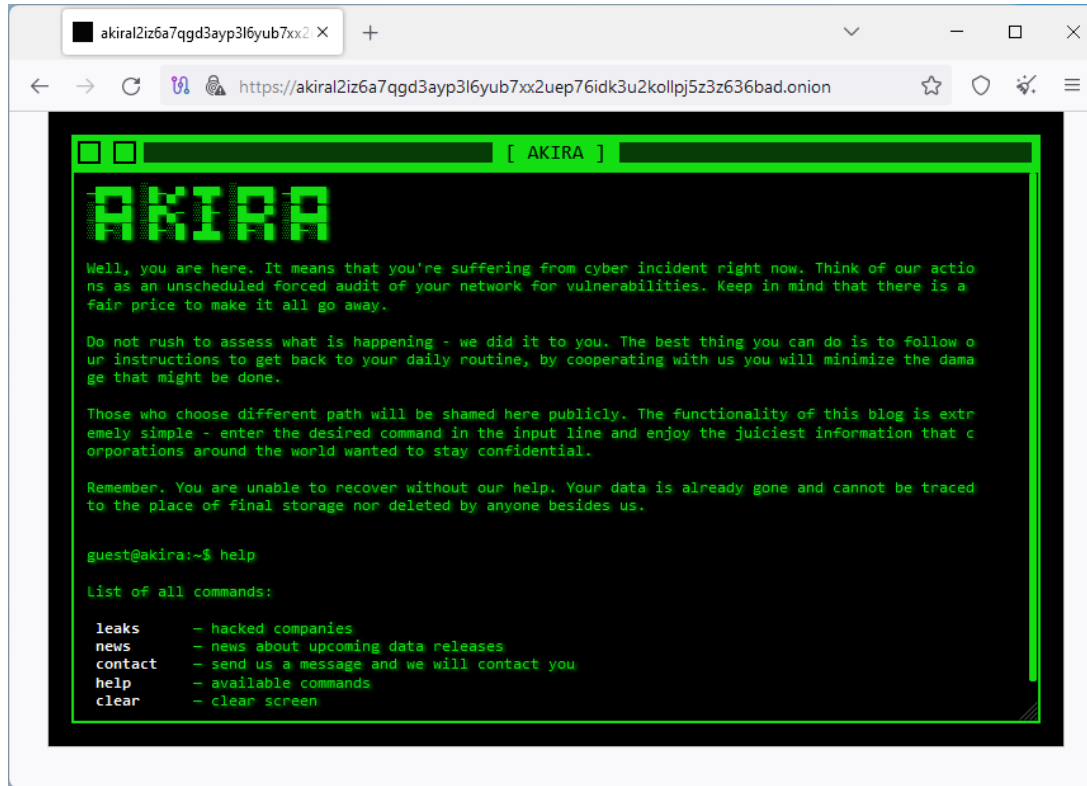 akiral2iz6a7qgd3ayp3l6yub7xx2
https://akiral2iz6a7qgd3ayp3l6yub7xx2uep76idk3u2kollpj5z3z636bad.onion
[ AKIRA ]
AKIRA
Well, you are here. It means that you're suffering from cyber incident right now. Think of our actio
ns as an unscheduled forced audit of your network for vulnerabilities. Keep in mind that there is a
fair price to make it all go away.
Do not rush to assess what is happening - we did it to you. The best thing you can do is to follow o
ur instructions to get back to your daily routine, by cooperating with us you will minimize the dama
ge that might be done.
Those who choose different path will be shamed here publicly. The functionality of this blog is extr
emely simple - enter the desired command in the input line and enjoy the juiciest information that c
orporations around the world wanted to stay confidential.
Remember. You are unable to recover without our help. Your data is already gone and cannot be traced
to the place of final storage nor deleted by anyone besides us.
guest@akira:~$ help
List of all commands:
leaks – hacked companies
news – news about upcoming data releases
contact – send us a message and we will contact you
help – available commands
clear – clear screen